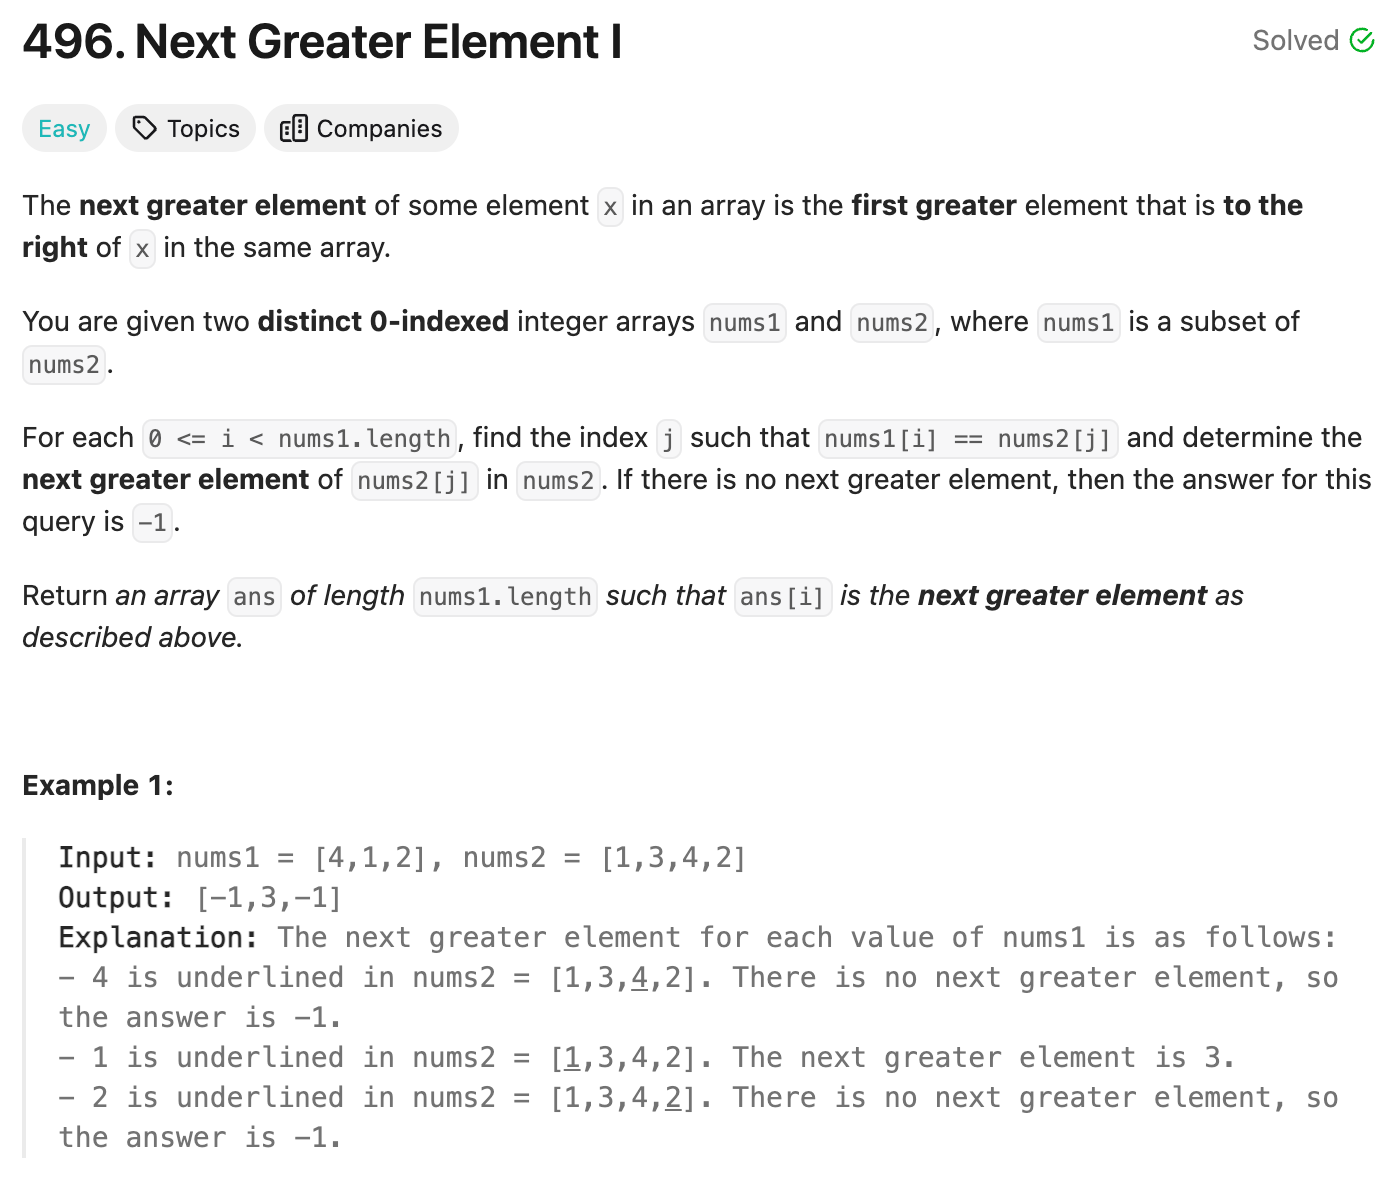 496. Next Greater Element I
Solved
Easy
Topics
Companies
The next greater element of some element x in an array is the first greater element that is to the
right of x in the same array.
You are given two distinct 0-indexed integer arrays nums1 and nums2, where nums1 is a subset of
nums2.
For each 0 <= i < nums1.length, find the index j such that nums1[i] == nums2[j] and determine the
next greater element of nums2[j] in nums2. If there is no next greater element, then the answer for this
query is -1.
Return an array ans of length nums1.length such that ans[i] is the next greater element as
described above.
Example 1:
Input: nums1 = [4,1,2], nums2 = [1,3,4,2]
Output: [-1,3,-1]
Explanation: The next greater element for each value of nums1 is as follows:
- 4 is underlined in nums2 = [1,3,4,2]. There is no next greater element, so
the answer is -1.
- 1 is underlined in nums2 = [1,3,4,2]. The next greater element is 3.
- 2 is underlined in nums2 = [1,3,4,2]. There is no next greater element, so
the answer is -1.